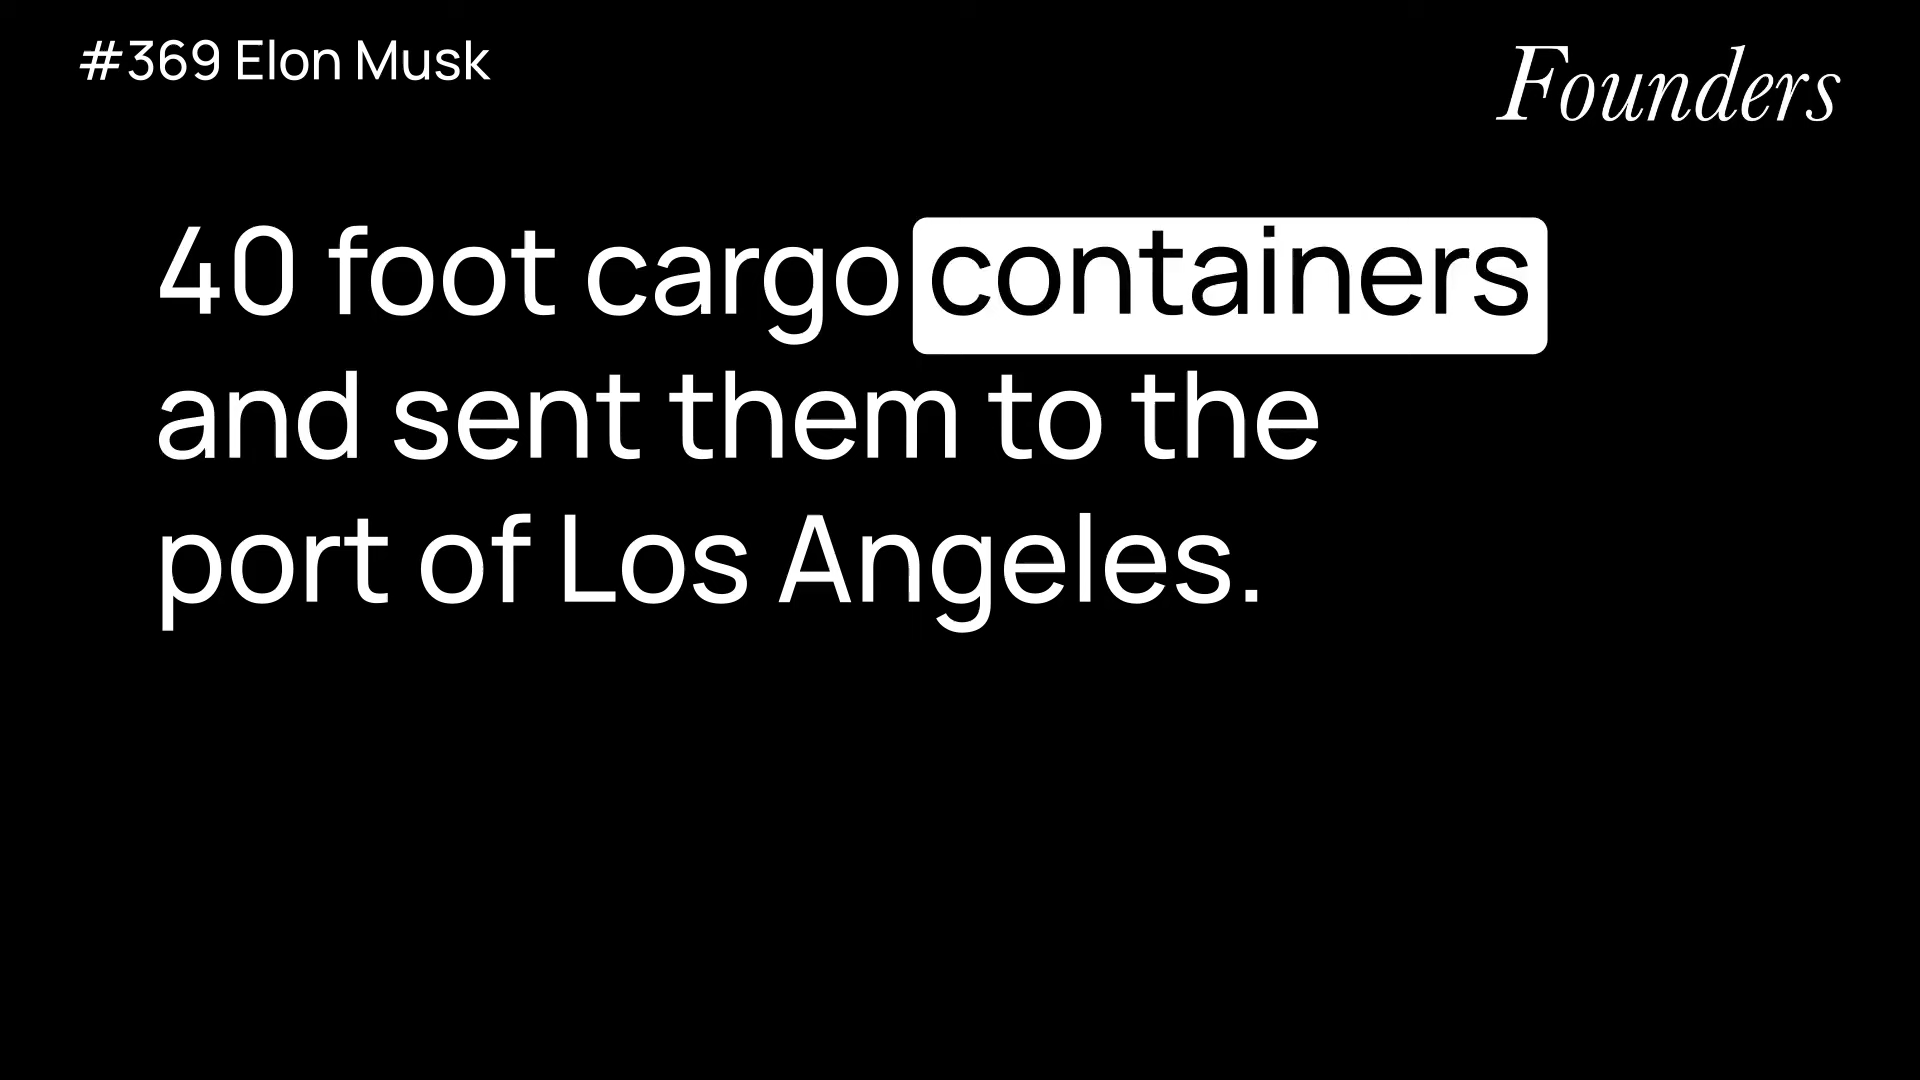 #369 Elon Musk
Founders
40 foot cargo containers
and sent them to the
port of Los Angeles.